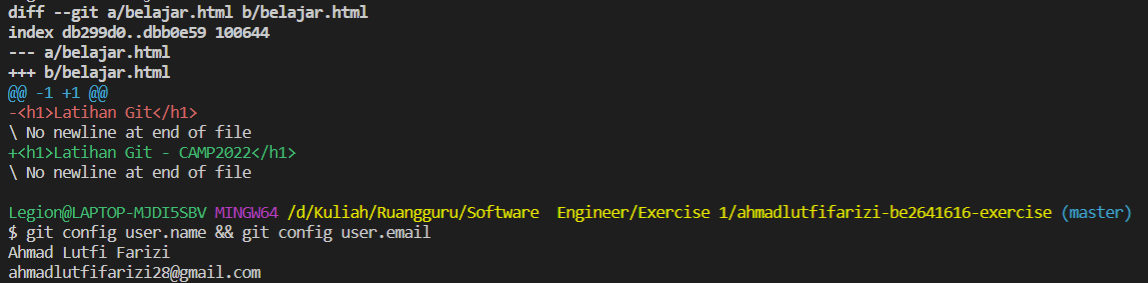 diff --git a/belajar.html b/belajar.html
index db299d0..dbb0e59 100644
--- a/belajar.html
+++ b/belajar.html
@@ -1 +1 @@
-<h1>Latihan Git</h1>
\ No newline at end of file
+<h1>Latihan Git - CAMP2022</h1>
\ No newline at end of file
Legion@LAPTOP-MJDI5SBV MINGW64 /d/Kuliah/Ruangguru/Software  Engineer/Exercise 1/ahmadlutfifarizi-be2641616-exercise (master)
$ git config user.name && git config user.email
Ahmad Lutfi Farizi
ahmadlutfifarizi28@gmail.com